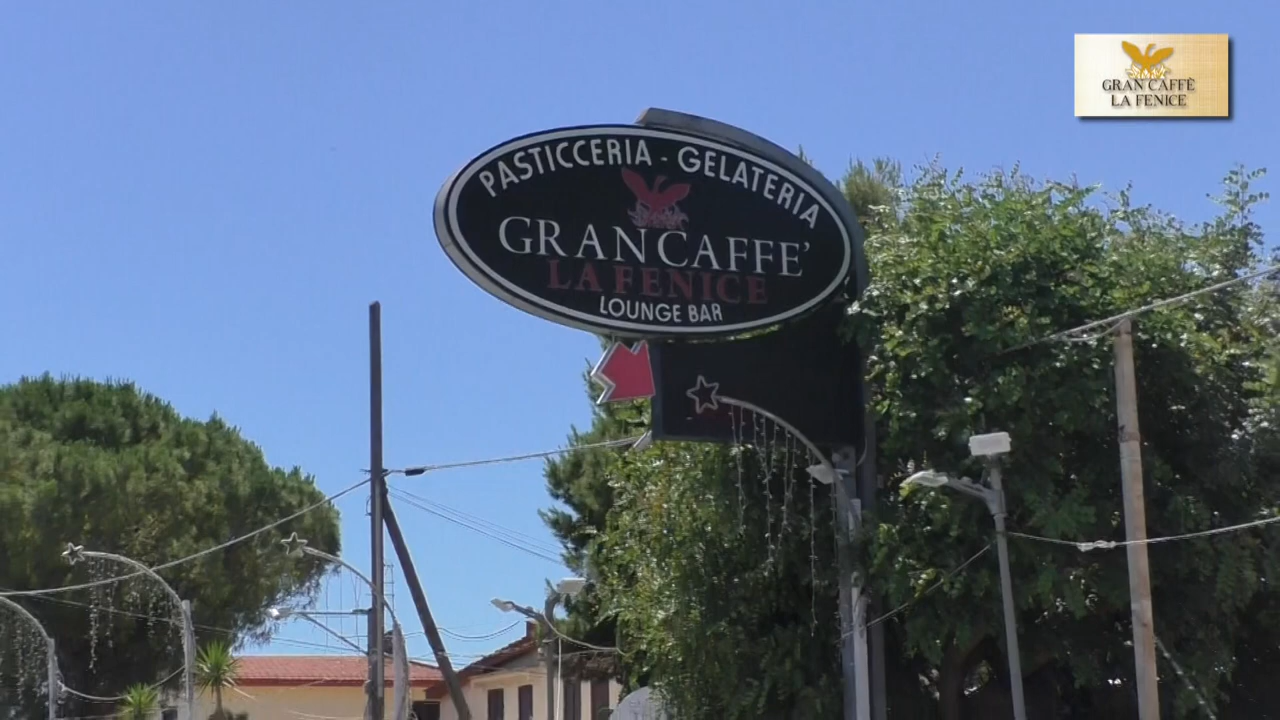 PASTICCERIA - GELATERIA
GRAN CAFFE'
LA FENICE
LOUNGE BAR
GRAN CAFFÈ
LA FENICE